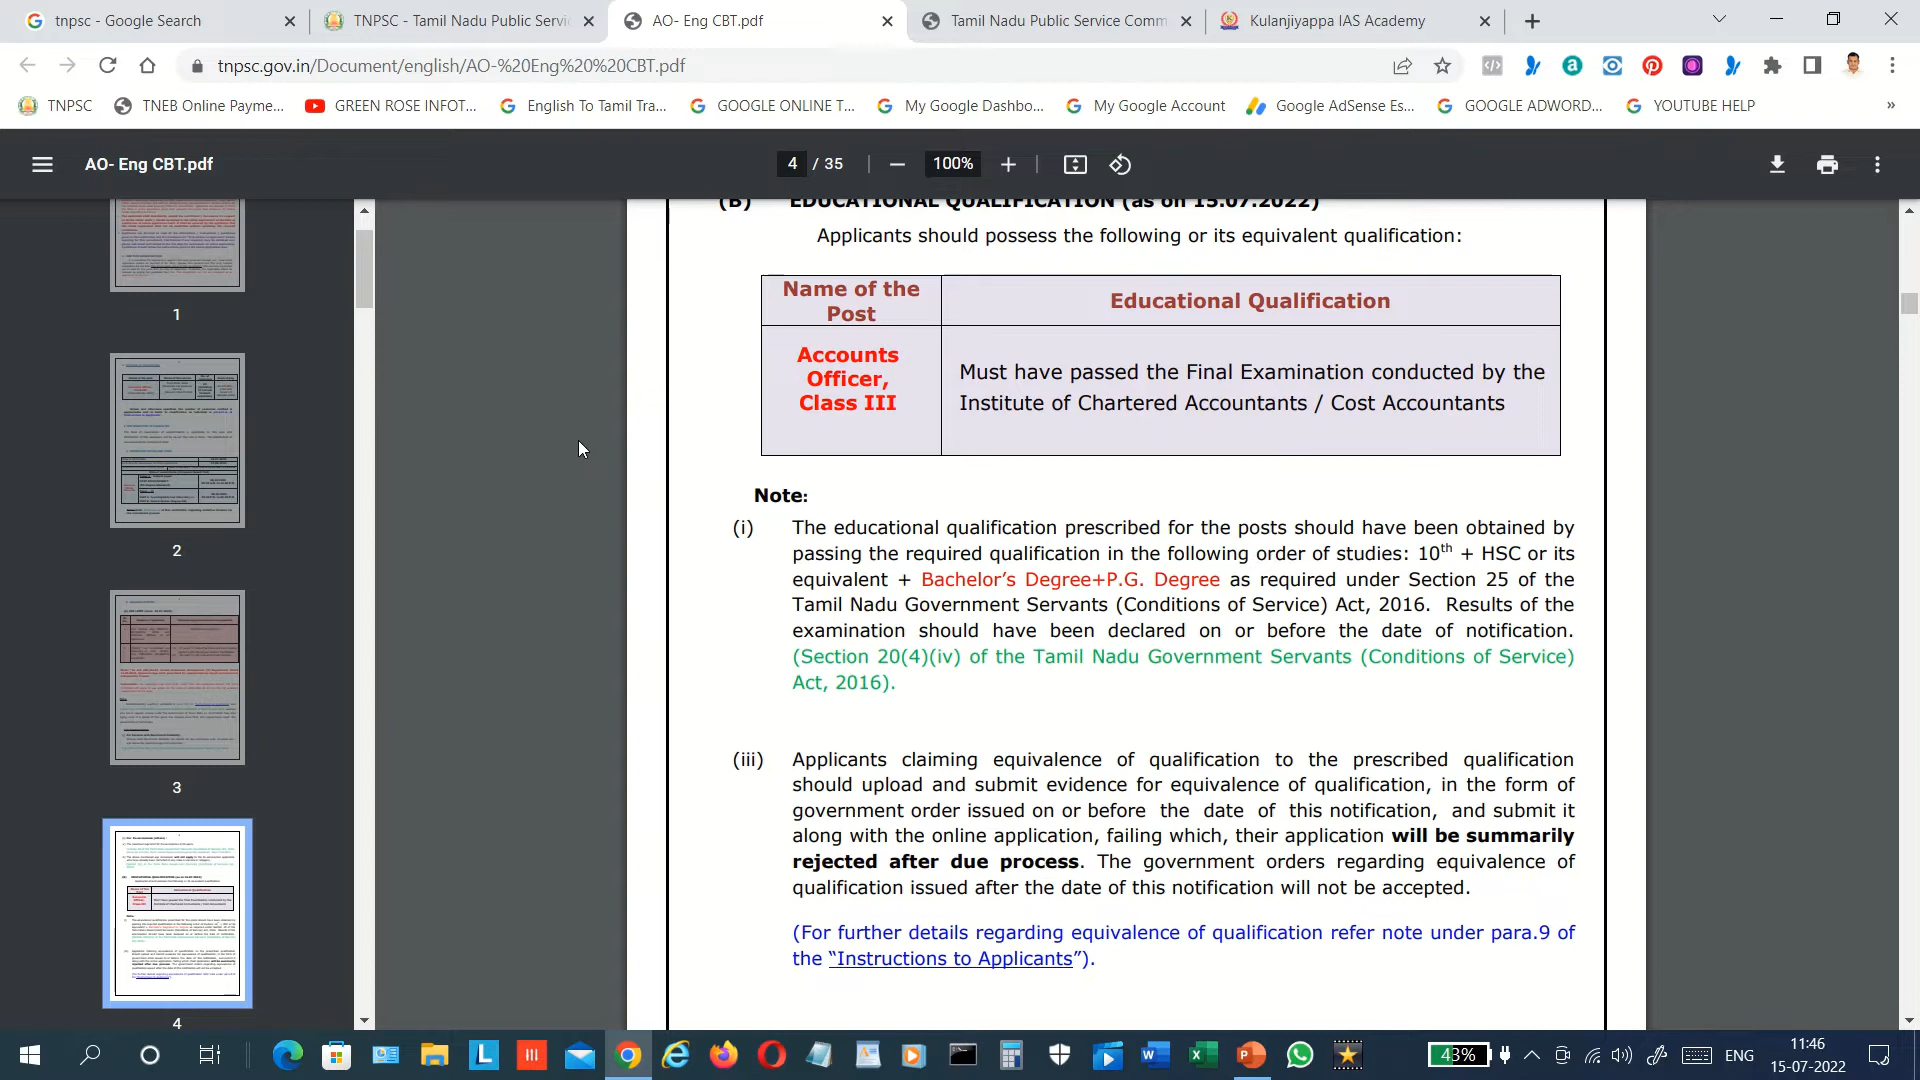 tnpsc - Google Search
TNPSC - Tamil Nadu Public Servic
AO- Eng CBT.pdf
Tamil Nadu Public Service Comm
Kulanjiyappa IAS Academy
tnpsc.gov.in/Document/english/AO-%20Eng%20%20CBT.pdf
TNPSC
TNEB Online Payme...
GREEN ROSE INFOT...
English To Tamil Tra...
GOOGLE ONLINE T...
My Google Dashbo...
My Google Account
Google AdSense Es...
GOOGLE ADWORD...
YOUTUBE HELP
AO- Eng CBT.pdf
4 / 35
100%
1
2
3
4
(B) EDUCATIONAL QUALIFICATION (as on 15.07.2022)
Applicants should possess the following or its equivalent qualification:
Name of the
Post
Educational Qualification
Accounts
Officer,
Class III
Must have passed the Final Examination conducted by the
Institute of Chartered Accountants / Cost Accountants
Note:
(i) The educational qualification prescribed for the posts should have been obtained by
passing the required qualification in the following order of studies: 10th + HSC or its
equivalent + Bachelor's Degree+P.G. Degree as required under Section 25 of the
Tamil Nadu Government Servants (Conditions of Service) Act, 2016. Results of the
examination should have been declared on or before the date of notification.
(Section 20(4)(iv) of the Tamil Nadu Government Servants (Conditions of Service)
Act, 2016).
(iii) Applicants claiming equivalence of qualification to the prescribed qualification
should upload and submit evidence for equivalence of qualification, in the form of
government order issued on or before the date of this notification, and submit it
along with the online application, failing which, their application will be summarily
rejected after due process. The government orders regarding equivalence of
qualification issued after the date of this notification will not be accepted.
(For further details regarding equivalence of qualification refer note under para.9 of
the "Instructions to Applicants").
43%
ENG
11:46
15-07-2022